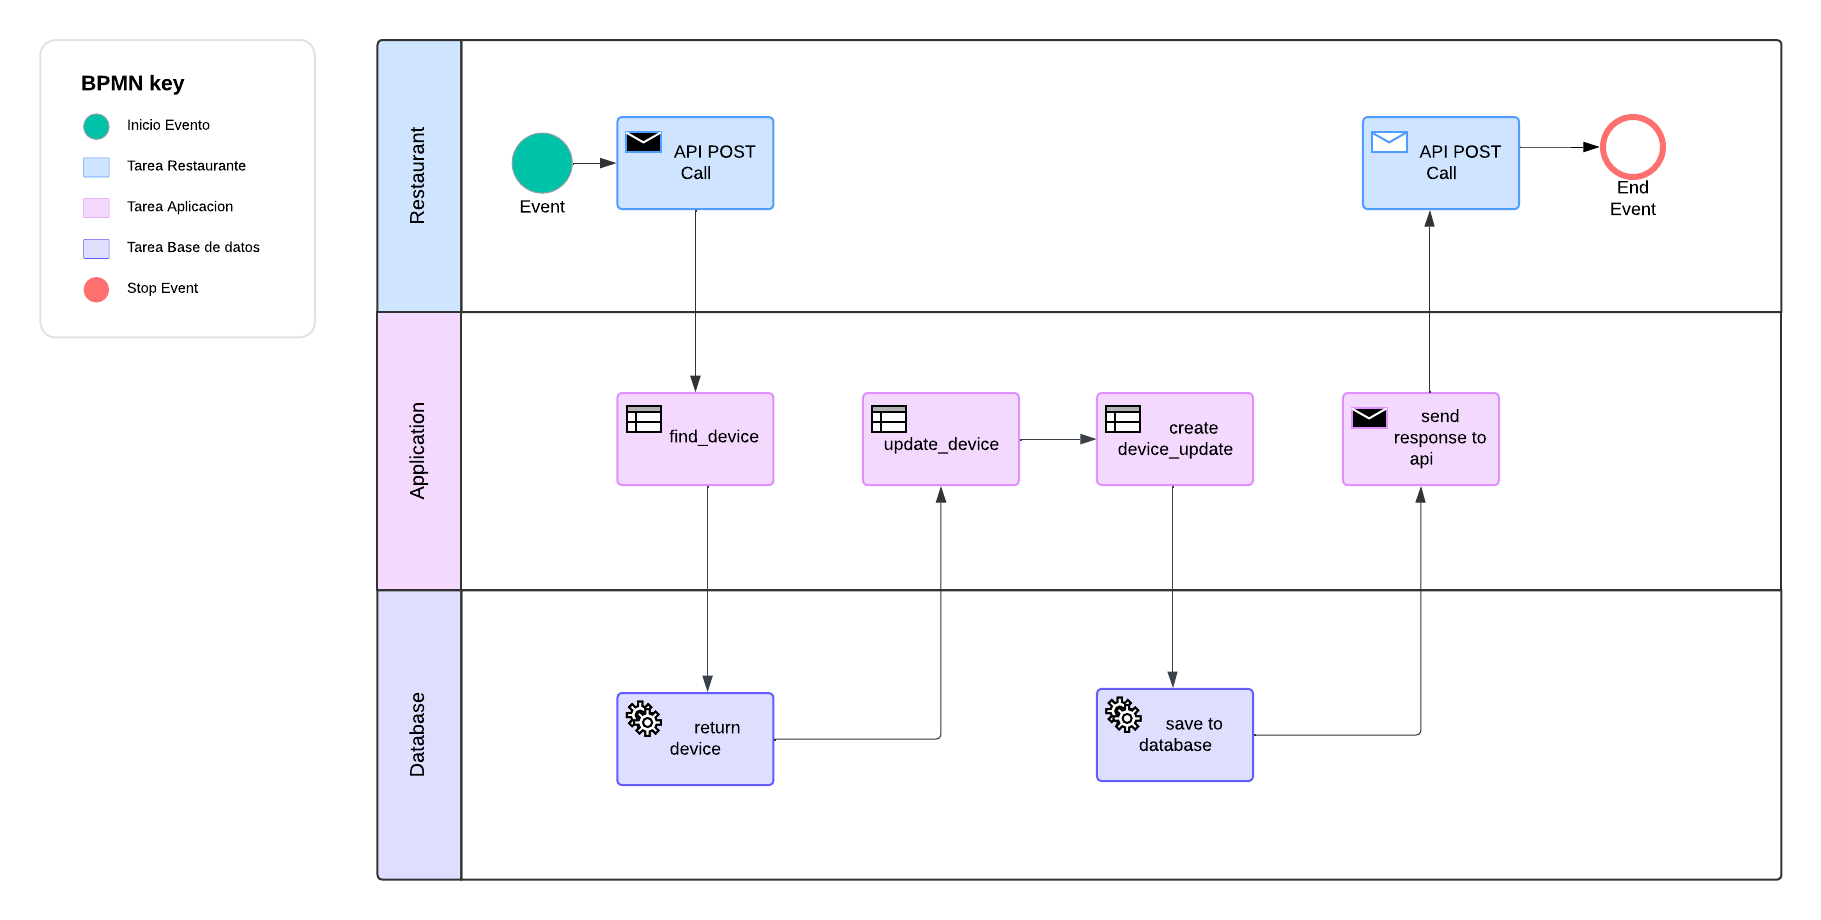 BPMN key
Inicio Evento
Tarea Restaurante
Tarea Aplicacion
Tarea Base de datos
Stop Event
Restaurant
Event
API POST
Call
API POST
Call
End
Event
Application
find_device
update_device
create
device_update
send
response to
api
Database
return
device
save to
database